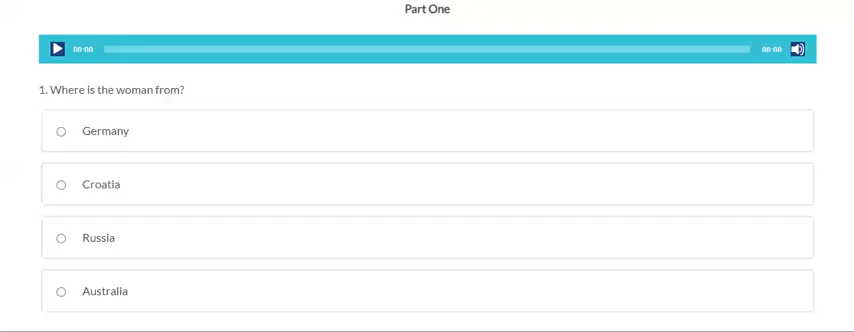 Part One
00:00 00:00
1. Where is the woman from?
Germany
Croatia
Russia
Australia